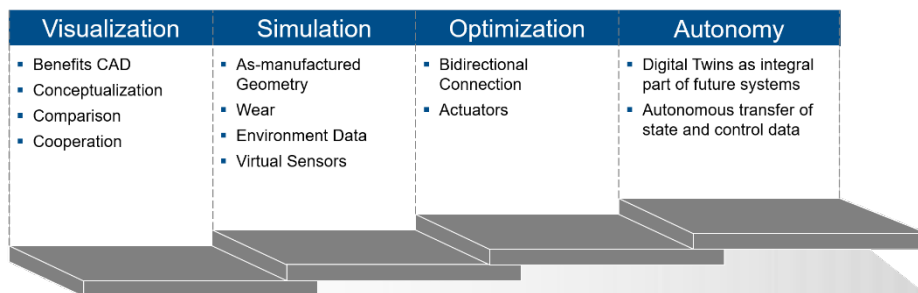 Visualization
Simulation
Optimization
Autonomy
▪ Benefits CAD
▪ Conceptualization
▪ Comparison
▪ Cooperation
▪ As-manufactured
Geometry
▪ Wear
▪ Environment Data
▪ Virtual Sensors
▪ Bidirectional
Connection
▪ Actuators
▪ Digital Twins as integral
part of future systems
▪ Autonomous transfer of
state and control data